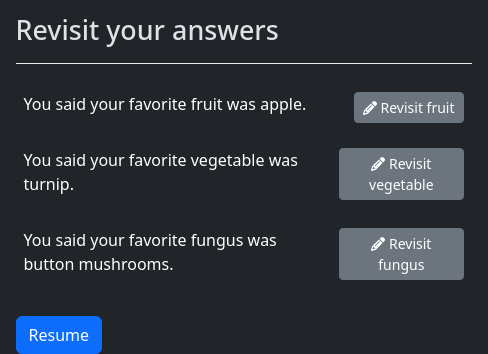 Revisit your answers
You said your favorite fruit was apple.
Revisit fruit
You said your favorite vegetable was
turnip.
Revisit
vegetable
You said your favorite fungus was
button mushrooms.
Revisit
fungus
Resume